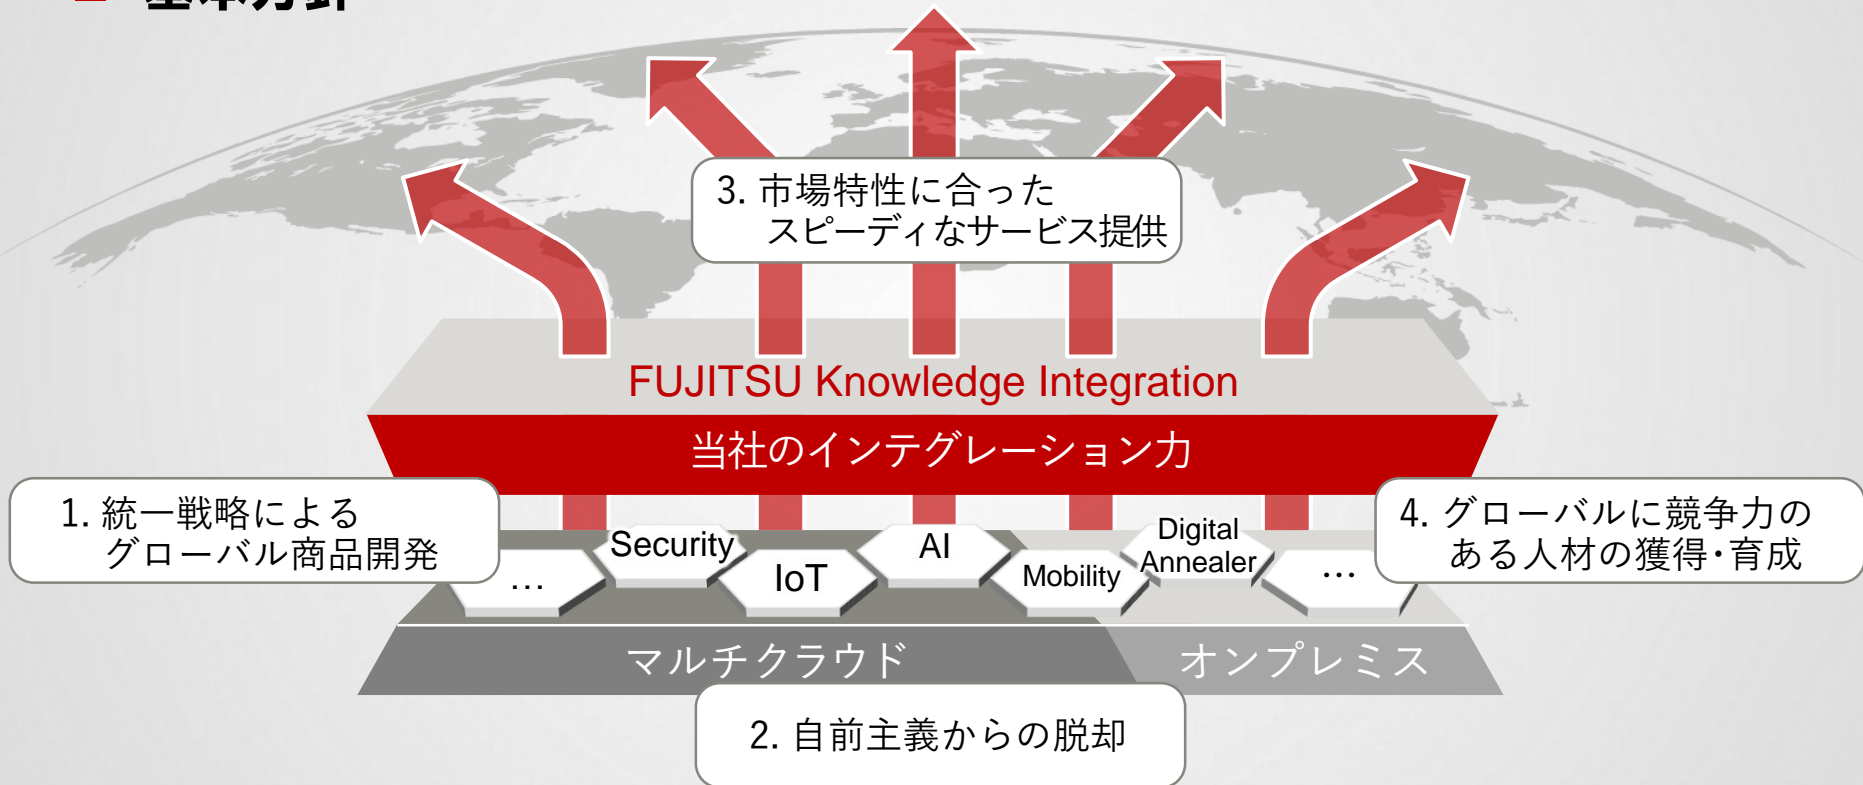 基本方針
3. 市場特性に合った
スピーディなサービス提供
FUJITSU Knowledge Integration
当社のインテグレーション力
1. 統一戦略による
グローバル商品開発
4. グローバルに競争力の
ある人材の獲得・育成
…
Security
IoT
AI
Mobility
Digital
Annealer
…
マルチクラウド
オンプレミス
2. 自前主義からの脱却